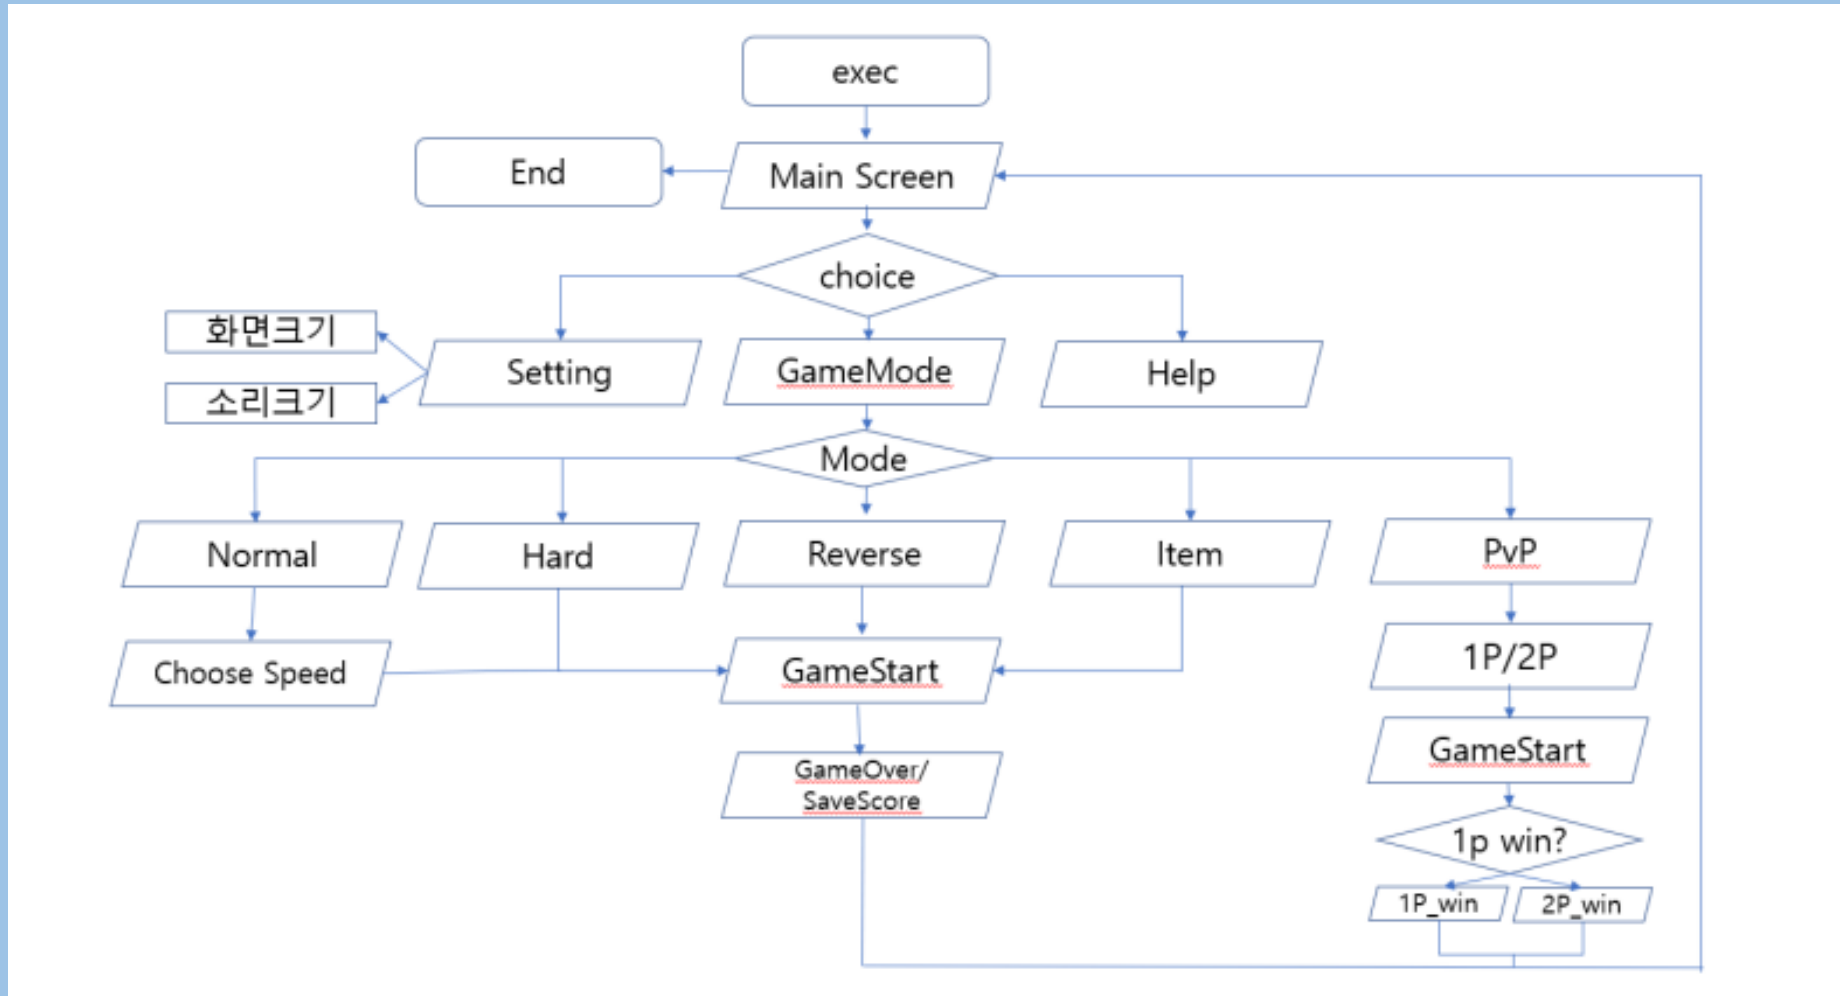 exec
End
Main Screen
choice
화면크기
소리크기
Setting
GameMode
Help
Mode
Normal
Hard
Reverse
Item
PvP
Choose Speed
GameStart
1P/2P
GameOver/
SaveScore
GameStart
1p win?
1P_win
2P_win